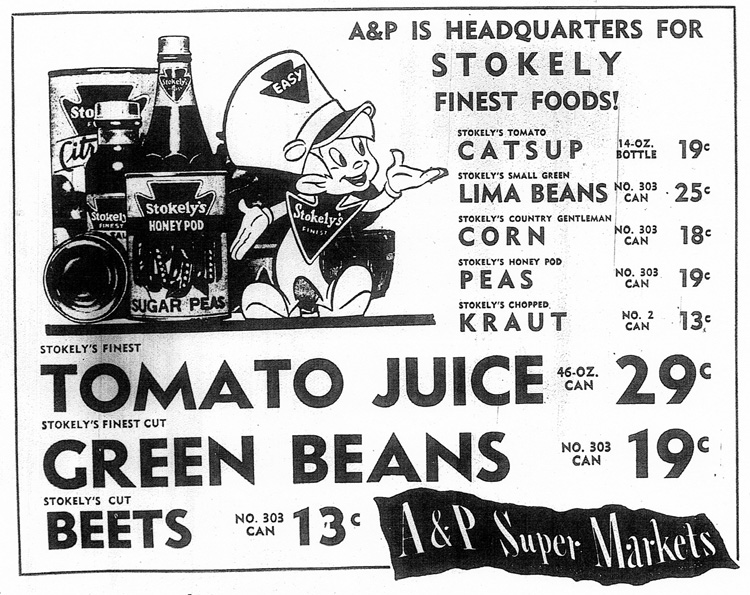 A&P IS HEADQUARTERS FOR
STOKELY
FINEST FOODS!
EASY
Stokely's
FINEST
Stokely's
FINEST
Stokely's
HONEY POD
SUGAR PEAS
STOKELY'S TOMATO
CATSUP 14-OZ. BOTTLE 19c
STOKELY'S SMALL GREEN
LIMA BEANS NO. 303 CAN 25c
STOKELY'S COUNTRY GENTLEMAN
CORN NO. 303 CAN 18c
STOKELY'S HONEY POD
PEAS NO. 303 CAN 19c
STOKELY'S CHOPPED
KRAUT NO. 2 CAN 13c
STOKELY'S FINEST
TOMATO JUICE 46-OZ. CAN 29c
STOKELY'S FINEST CUT
GREEN BEANS NO. 303 CAN 19c
STOKELY'S CUT
BEETS NO. 303 CAN 13c
A&P Super Markets